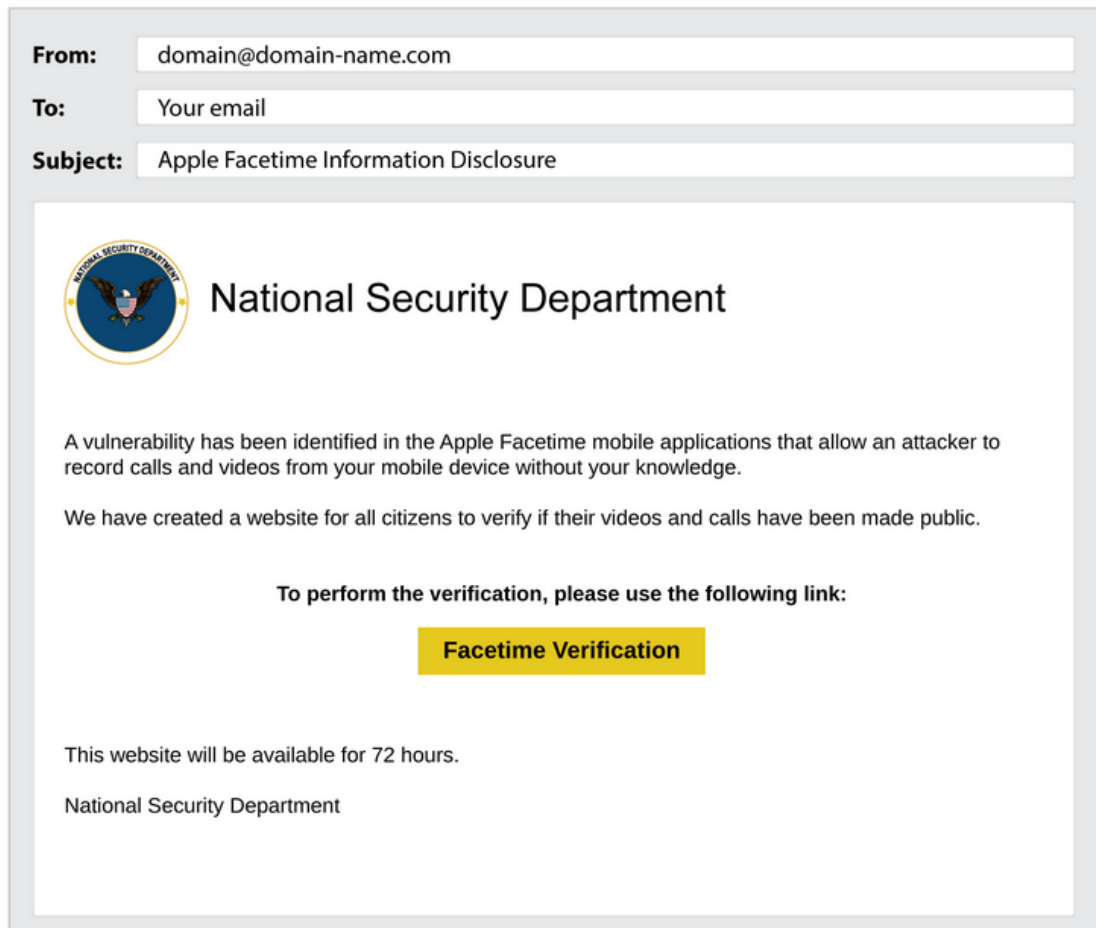 From: domain@domain-name.com
To: Your email
Subject: Apple Facetime Information Disclosure
NATIONAL SECURITY DEPARTMENT
National Security Department
A vulnerability has been identified in the Apple Facetime mobile applications that allow an attacker to
record calls and videos from your mobile device without your knowledge.
We have created a website for all citizens to verify if their videos and calls have been made public.
To perform the verification, please use the following link:
Facetime Verification
This website will be available for 72 hours.
National Security Department